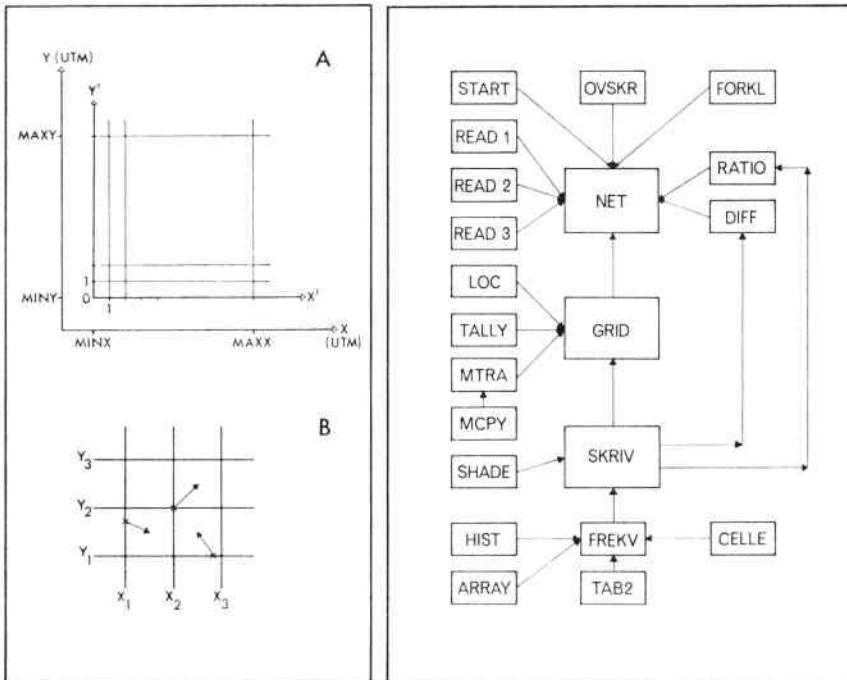 A
Y (UTM)
Y'
MAXY
1
0
MINY
X'
1
X
(UTM)
MINX
MAXX
B
Y3
Y2
Y1
X1
X2
X3
START
OVSKR
FORKL
READ 1
READ 2
READ 3
NET
RATIO
DIFF
LOC
TALLY
MTRA
MCPY
GRID
SHADE
SKRIV
HIST
FREKV
CELLE
ARRAY
TAB2